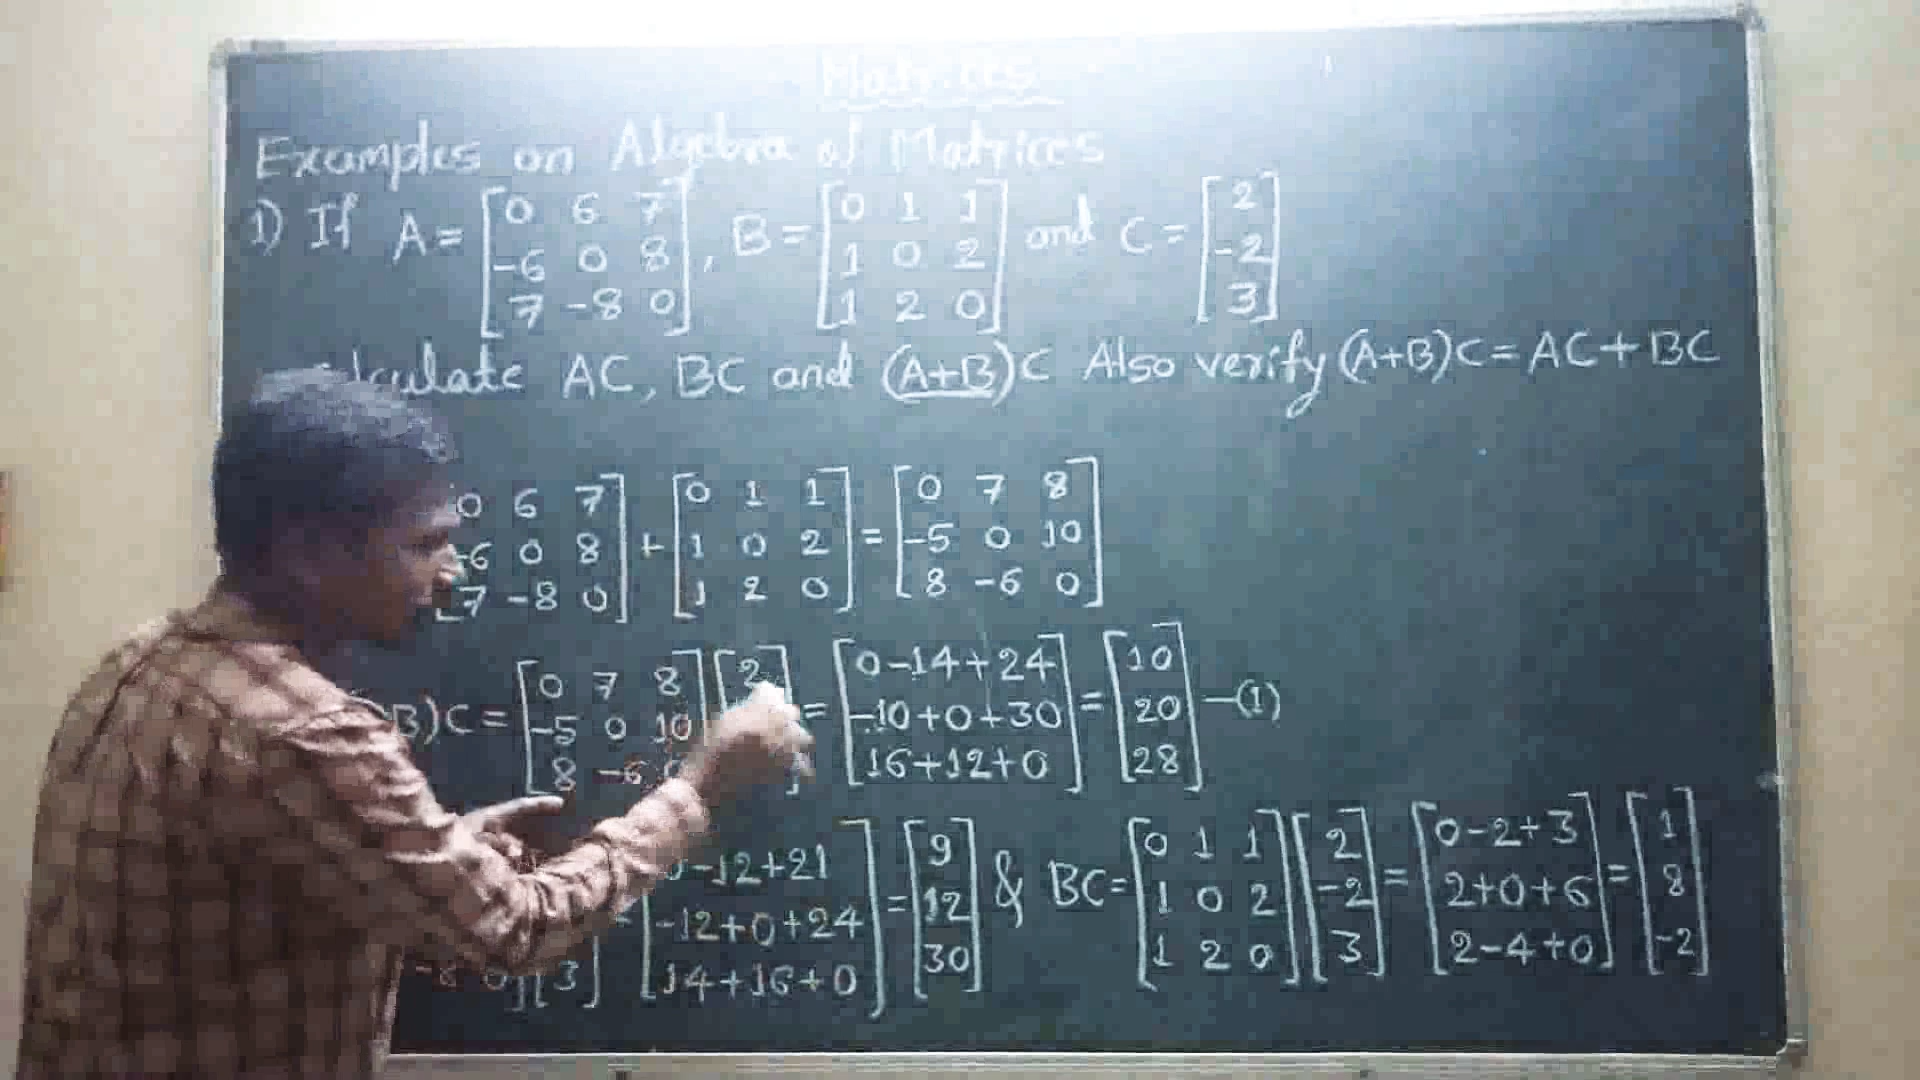 Matrices
Examples on Algebra of Matrices
1) If A = [0 6 7; -6 0 8; 7 -8 0], B = [0 1 1; 1 0 2; 1 2 0] and C = [2; -2; 3]
AC, BC and (A+B)C Also verify (A+B)C = AC + BC
[0 6 7; -6 0 8; 7 -8 0] + [0 1 1; 1 0 2; 1 2 0] = [0 7 8; -5 0 10; 8 -6 0]
B)C = [0 7 8; -5 0 10; 8 -6 [2 = [0-14+24; -10+0+30; 16+12+0] = [10; 20; 28] -(1)
-8 0][3] [-12+21; -12+0+24; 14+16+0] = [9; 12; 30] & BC = [0 1 1; 1 0 2; 1 2 0][2; -2; 3] = [0-2+3; 2+0+6; 2-4+0] = [1; 8; -2]